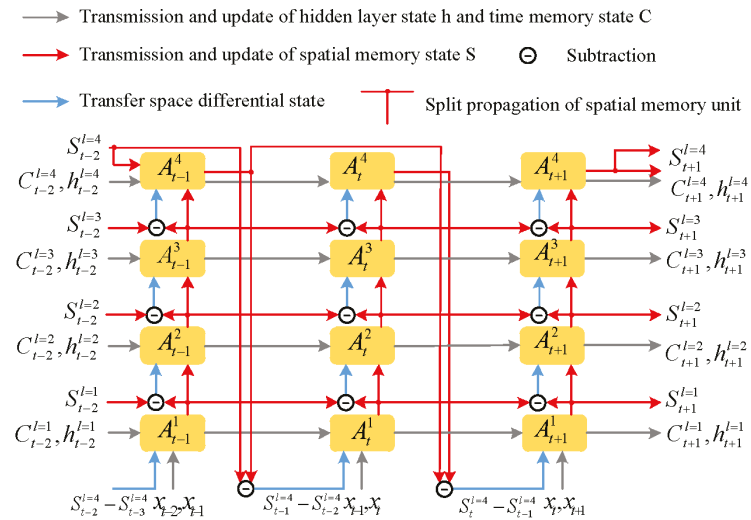 Transmission and update of hidden layer state h and time memory state C
Transmission and update of spatial memory state S
Subtraction
Transfer space differential state
Split propagation of spatial memory unit
S_{t-2}^{l=4}
A_{t-1}^{4} A_{t}^{4} A_{t+1}^{4}
S_{t+1}^{l=4}
C_{t-2}^{l=4}, h_{t-2}^{l=4}
C_{t+1}^{l=4}, h_{t+1}^{l=4}
S_{t-2}^{l=3}
S_{t+1}^{l=3}
C_{t-2}^{l=3}, h_{t-2}^{l=3}
A_{t-1}^{3} A_{t}^{3} A_{t+1}^{3}
C_{t+1}^{l=3}, h_{t+1}^{l=3}
S_{t-2}^{l=2}
S_{t+1}^{l=2}
C_{t-2}^{l=2}, h_{t-2}^{l=2}
A_{t-1}^{2} A_{t}^{2} A_{t+1}^{2}
C_{t+1}^{l=2}, h_{t+1}^{l=2}
S_{t-2}^{l=1}
S_{t+1}^{l=1}
C_{t-2}^{l=1}, h_{t-2}^{l=1}
A_{t-1}^{1} A_{t}^{1} A_{t+1}^{1}
C_{t+1}^{l=1}, h_{t+1}^{l=1}
S_{t-2}^{l=4} - S_{t-3}^{l=4} x_{t-2}, x_{t-1}
S_{t-1}^{l=4} - S_{t-2}^{l=4} x_{t-1}, x_{t}
S_{t}^{l=4} - S_{t-1}^{l=4} x_{t}, x_{t+1}